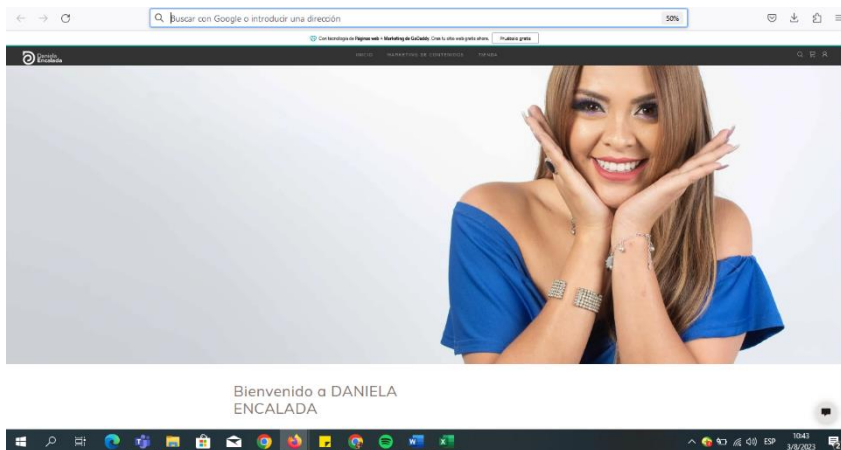 Buscar con Google o introducir una dirección
50%
Con tecnología de Páginas web + Marketing de GoDaddy. Crea tu sitio web gratis ahora.
Pruébalo gratis
Daniela
Encalada
INICIO MARKETING DE CONTENIDOS TIENDA
Bienvenido a DANIELA
ENCALADA
ESP
10:43
3/8/2023